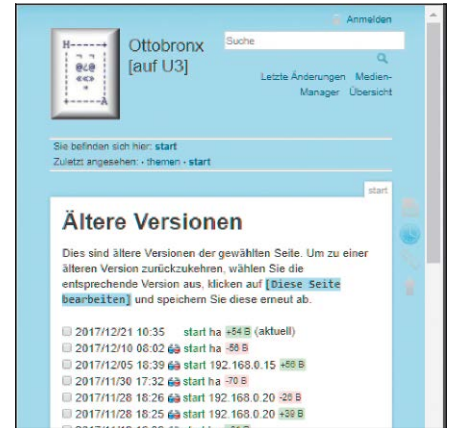 Anmelden
Ottobronx
[auf U3]
Suche
Letzte Änderungen Medien-
Manager Übersicht
Sie befinden sich hier: start
Zuletzt angesehen: • themen • start
start
Ältere Versionen
Dies sind ältere Versionen der gewählten Seite. Um zu einer
älteren Version zurückzukehren, wählen Sie die
entsprechende Version aus, klicken auf [Diese Seite
bearbeiten] und speichern Sie diese erneut ab.
2017/12/21 10:35 start ha +54 B (aktuell)
2017/12/10 08:02 start ha -56 B
2017/12/05 18:39 start 192.168.0.15 +56 B
2017/11/30 17:32 start ha -70 B
2017/11/28 18:26 start 192.168.0.20 -26 B
2017/11/28 18:25 start 192.168.0.20 +39 B